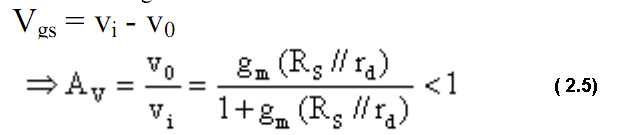 Vgs = vi - v0
⇒ Av = v0 / vi = gm (RS // rd) / 1+gm (RS // rd) < 1 ( 2.5)